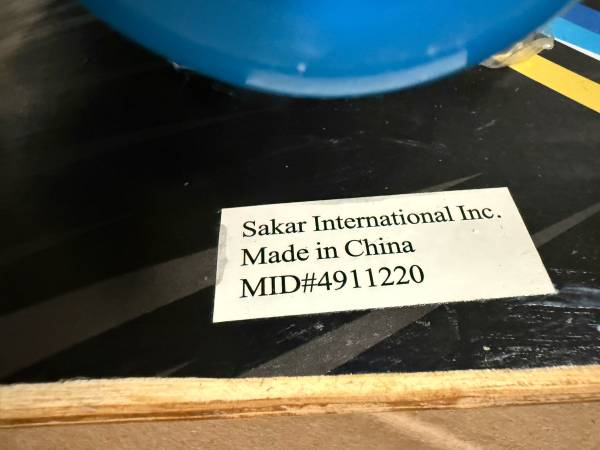 Sakar International Inc.
Made in China
MID#4911220